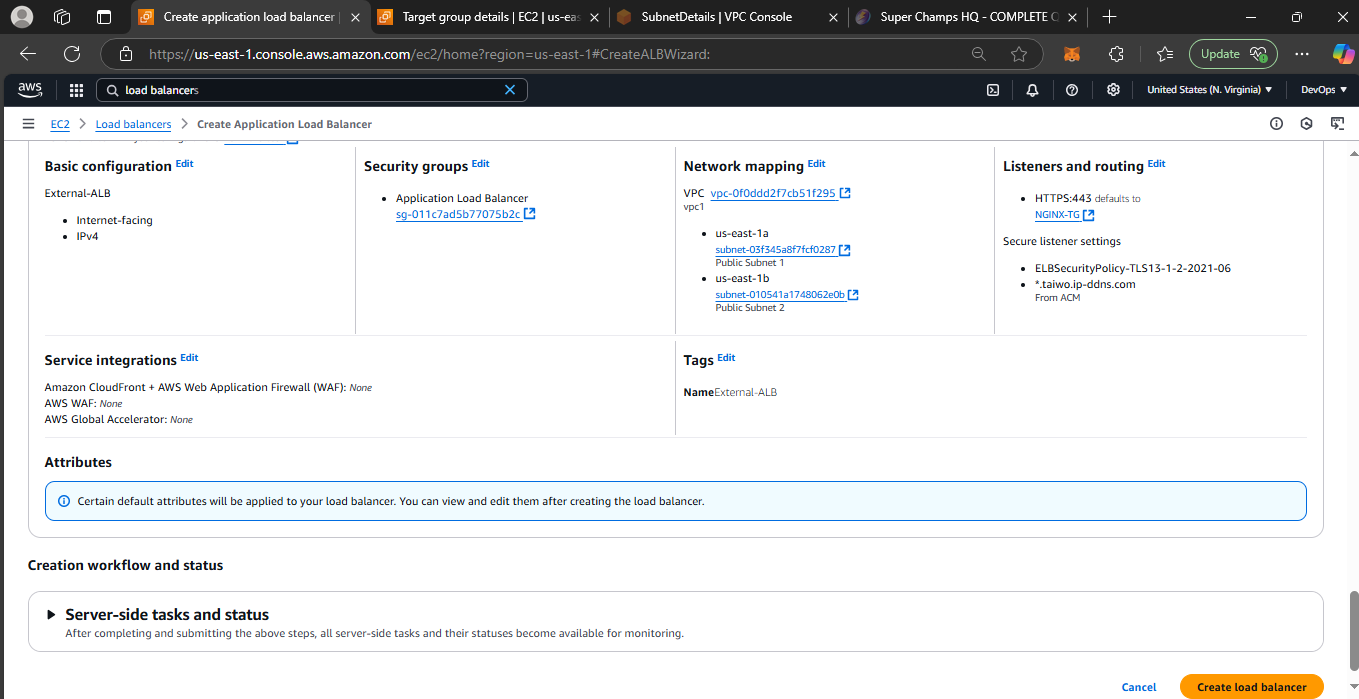 Create application load balancer
Target group details | EC2 | us-eas
SubnetDetails | VPC Console
Super Champs HQ - COMPLETE Q
https://us-east-1.console.aws.amazon.com/ec2/home?region=us-east-1#CreateALBWizard:
Update
aws
load balancers
United States (N. Virginia)
DevOps
EC2
Load balancers
Create Application Load Balancer
Basic configuration Edit
External-ALB
Internet-facing
IPv4
Security groups Edit
Application Load Balancer
sg-011c7ad5b77075b2c
Network mapping Edit
VPC vpc-0f0ddd2f7cb51f295
vpc1
us-east-1a
subnet-03f345a8f7fcf0287
Public Subnet 1
us-east-1b
subnet-010541a1748062e0b
Public Subnet 2
Listeners and routing Edit
HTTPS:443 defaults to
NGINX-TG
Secure listener settings
ELBSecurityPolicy-TLS13-1-2-2021-06
*.taiwo.ip-ddns.com
From ACM
Service integrations Edit
Amazon CloudFront + AWS Web Application Firewall (WAF): None
AWS WAF: None
AWS Global Accelerator: None
Tags Edit
NameExternal-ALB
Attributes
Certain default attributes will be applied to your load balancer. You can view and edit them after creating the load balancer.
Creation workflow and status
Server-side tasks and status
After completing and submitting the above steps, all server-side tasks and their statuses become available for monitoring.
Cancel
Create load balancer